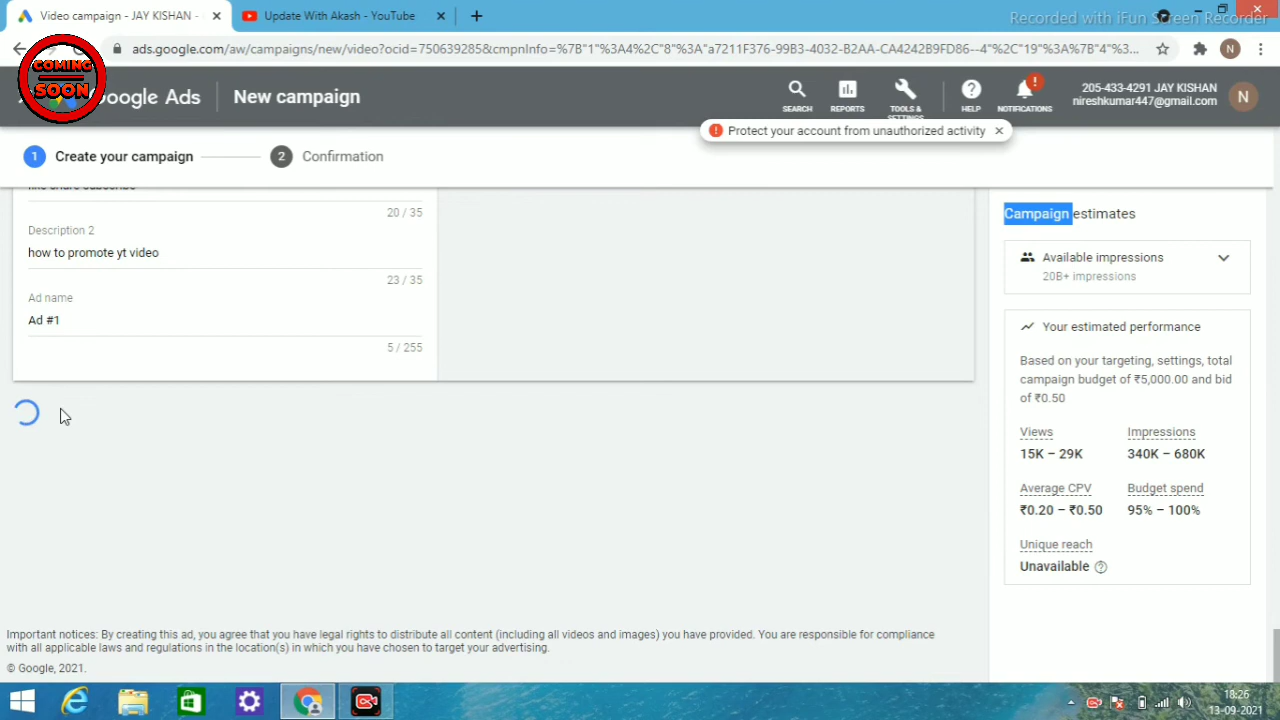 Video campaign - JAY KISHAN -
Update With Akash - YouTube
Recorded with iFun Screen Recorder
ads.google.com/aw/campaigns/new/video?ocid=750639285&cmpnInfo=%7B"1"%3A4%2C"8"%3A"a7211F376-99B3-4032-B2AA-CA4242B9FD86--4"%2C"19"%3A%7B"4"%3...
N
COMING
SOON
Google Ads
New campaign
SEARCH
REPORTS
TOOLS &
SETTINGS
HELP
NOTIFICATIONS
205-433-4291 JAY KISHAN
nireshkumar447@gmail.com
N
Protect your account from unauthorized activity
1 Create your campaign
2 Confirmation
like share subscribe
20 / 35
Description 2
how to promote yt video
23 / 35
Ad name
Ad #1
5 / 255
Campaign estimates
Available impressions
20B+ impressions
Your estimated performance
Based on your targeting, settings, total
campaign budget of ₹5,000.00 and bid
of ₹0.50
Views
Impressions
15K – 29K
340K – 680K
Average CPV
Budget spend
₹0.20 – ₹0.50
95% – 100%
Unique reach
Unavailable
Important notices: By creating this ad, you agree that you have legal rights to distribute all content (including all videos and images) you have provided. You are responsible for compliance
with all applicable laws and regulations in the location(s) in which you have chosen to target your advertising.
© Google, 2021.
18:26
13-09-2021